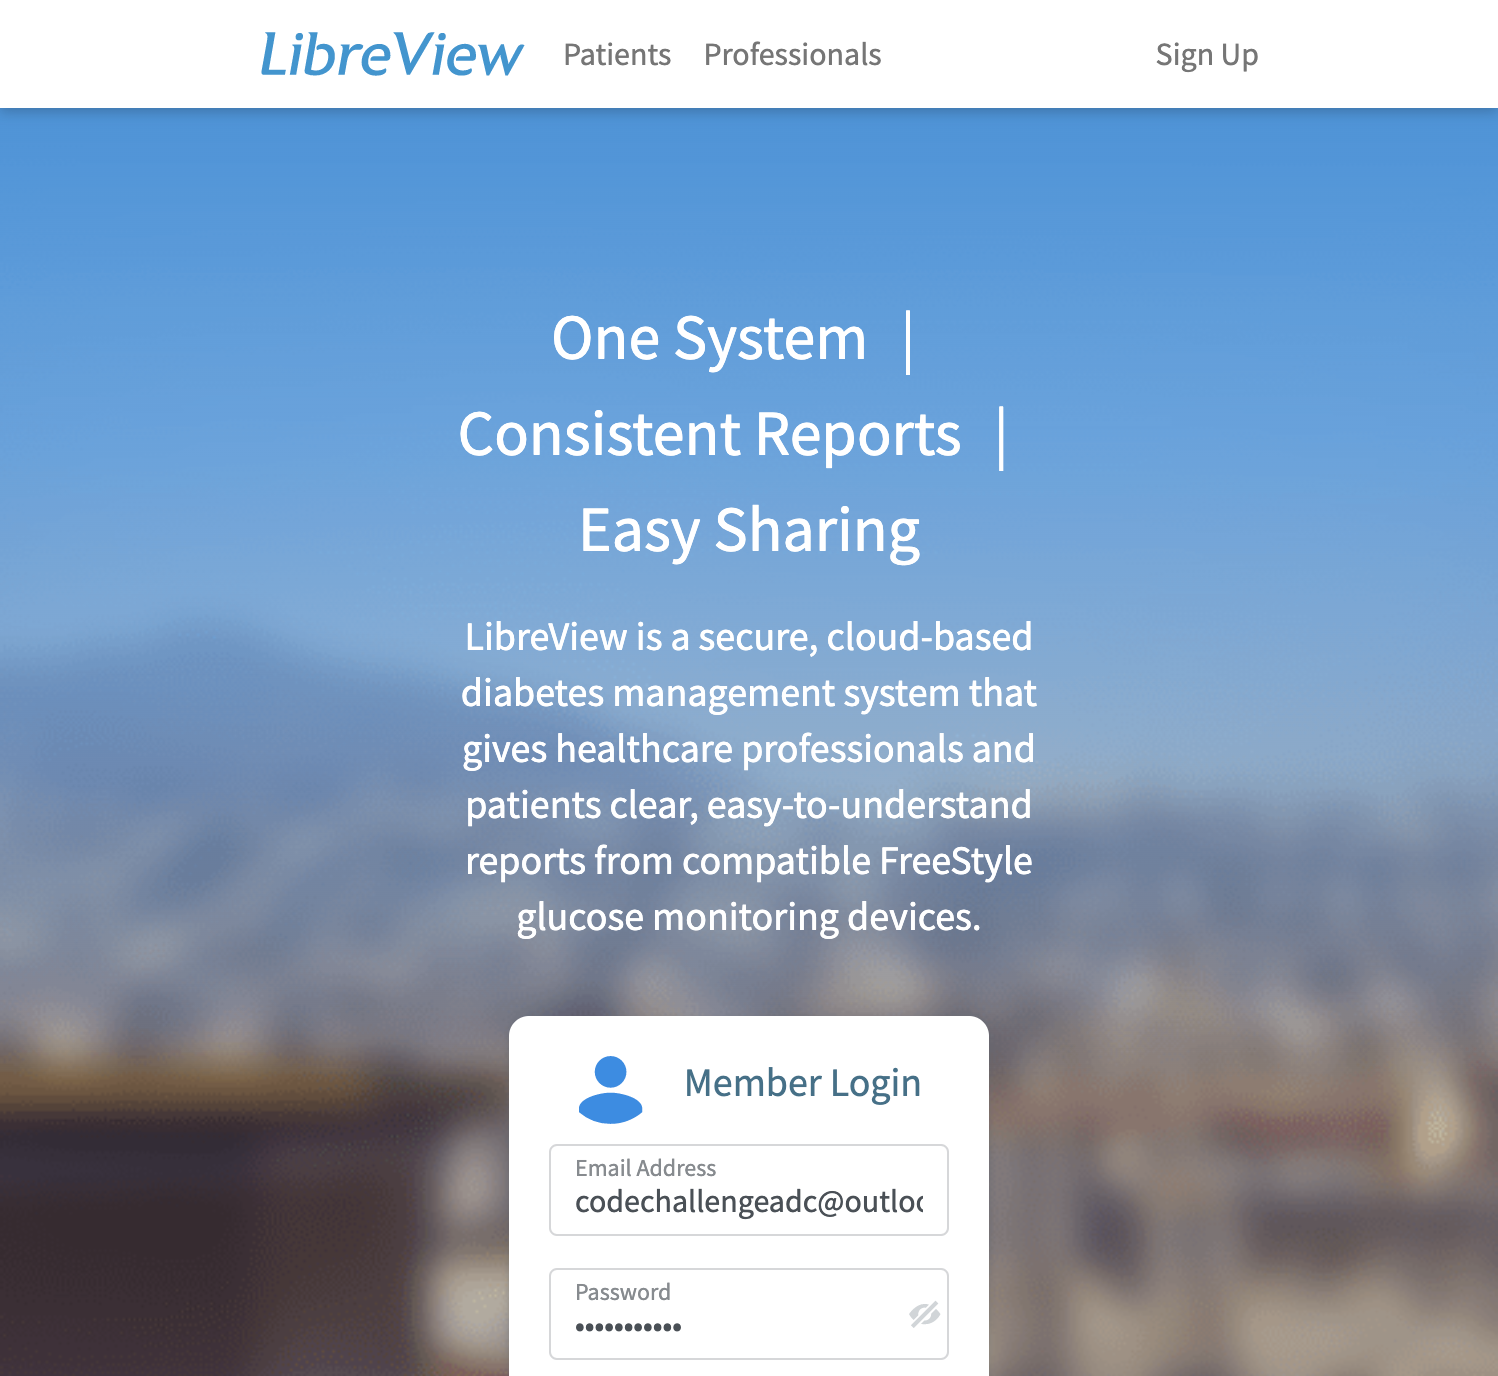 LibreView Patients Professionals Sign Up
One System |
Consistent Reports |
Easy Sharing
LibreView is a secure, cloud-based
diabetes management system that
gives healthcare professionals and
patients clear, easy-to-understand
reports from compatible FreeStyle
glucose monitoring devices.
Member Login
Email Address
codechallengeadc@outloc
Password
•••••••••••